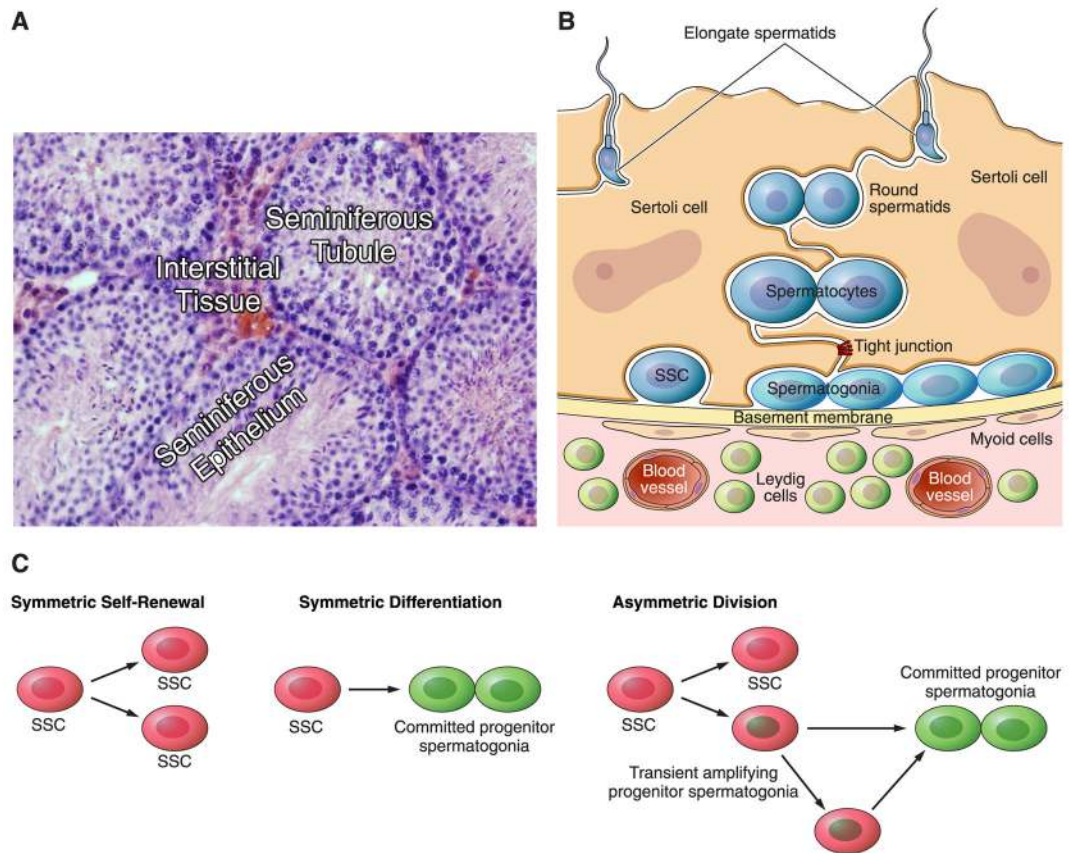 A
Seminiferous
Tubule
Interstitial
Tissue
Seminiferous
Epithelium
B
Elongate spermatids
Sertoli cell
Round
spermatids
Sertoli cell
Spermatocytes
Tight junction
SSC
Spermatogonia
Basement membrane
Myoid cells
Blood
vessel
Leydig
cells
Blood
vessel
C
Symmetric Self-Renewal
SSC
SSC
SSC
Symmetric Differentiation
SSC
Committed progenitor
spermatogonia
Asymmetric Division
SSC
SSC
Transient amplifying
progenitor spermatogonia
Committed progenitor
spermatogonia